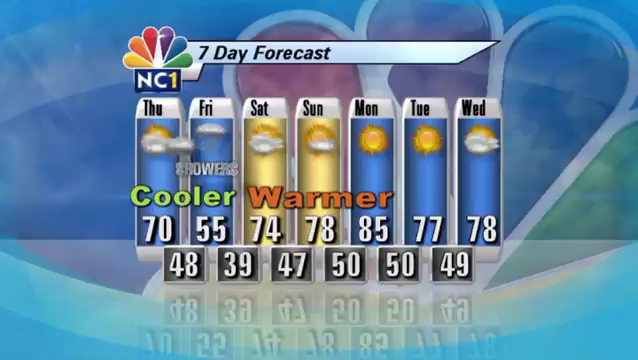 7 Day Forecast
NC1
Thu Fri Sat Sun Mon Tue Wed
SHOWERS
Cooler Warmer
70 55 74 78 85 77 78
48 39 47 50 50 49